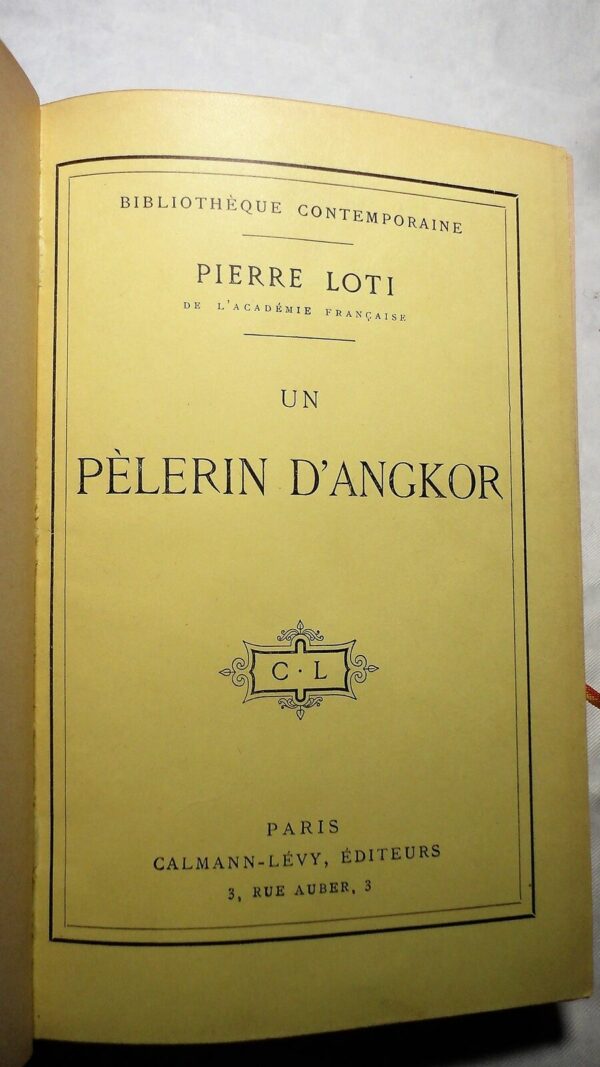 BIBLIOTHÈQUE CONTEMPORAINE
PIERRE LOTI
DE L'ACADÉMIE FRANÇAISE
UN
PÈLERIN D'ANGKOR
C · L
PARIS
CALMANN-LÉVY, ÉDITEURS
3, RUE AUBER, 3